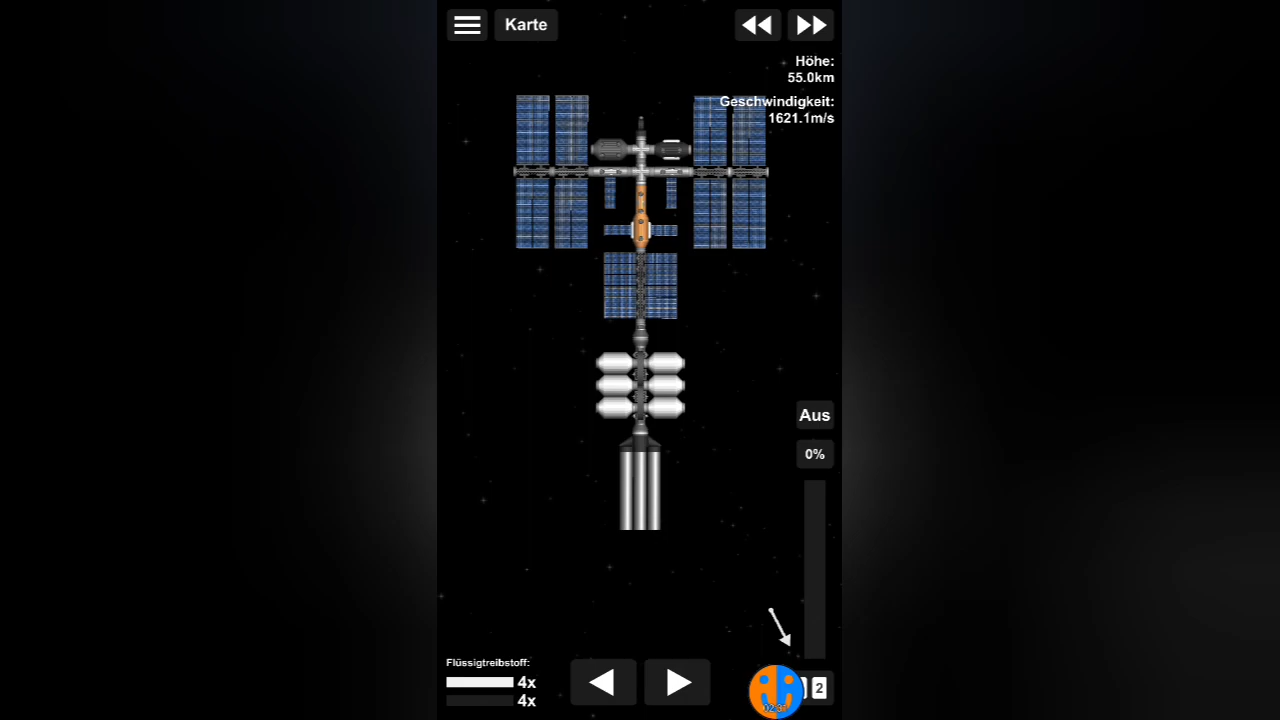 Karte
Höhe:
55.0km
Geschwindigkeit:
1621.1m/s
Aus
0%
Flüssigtreibstoff:
4x
4x
2